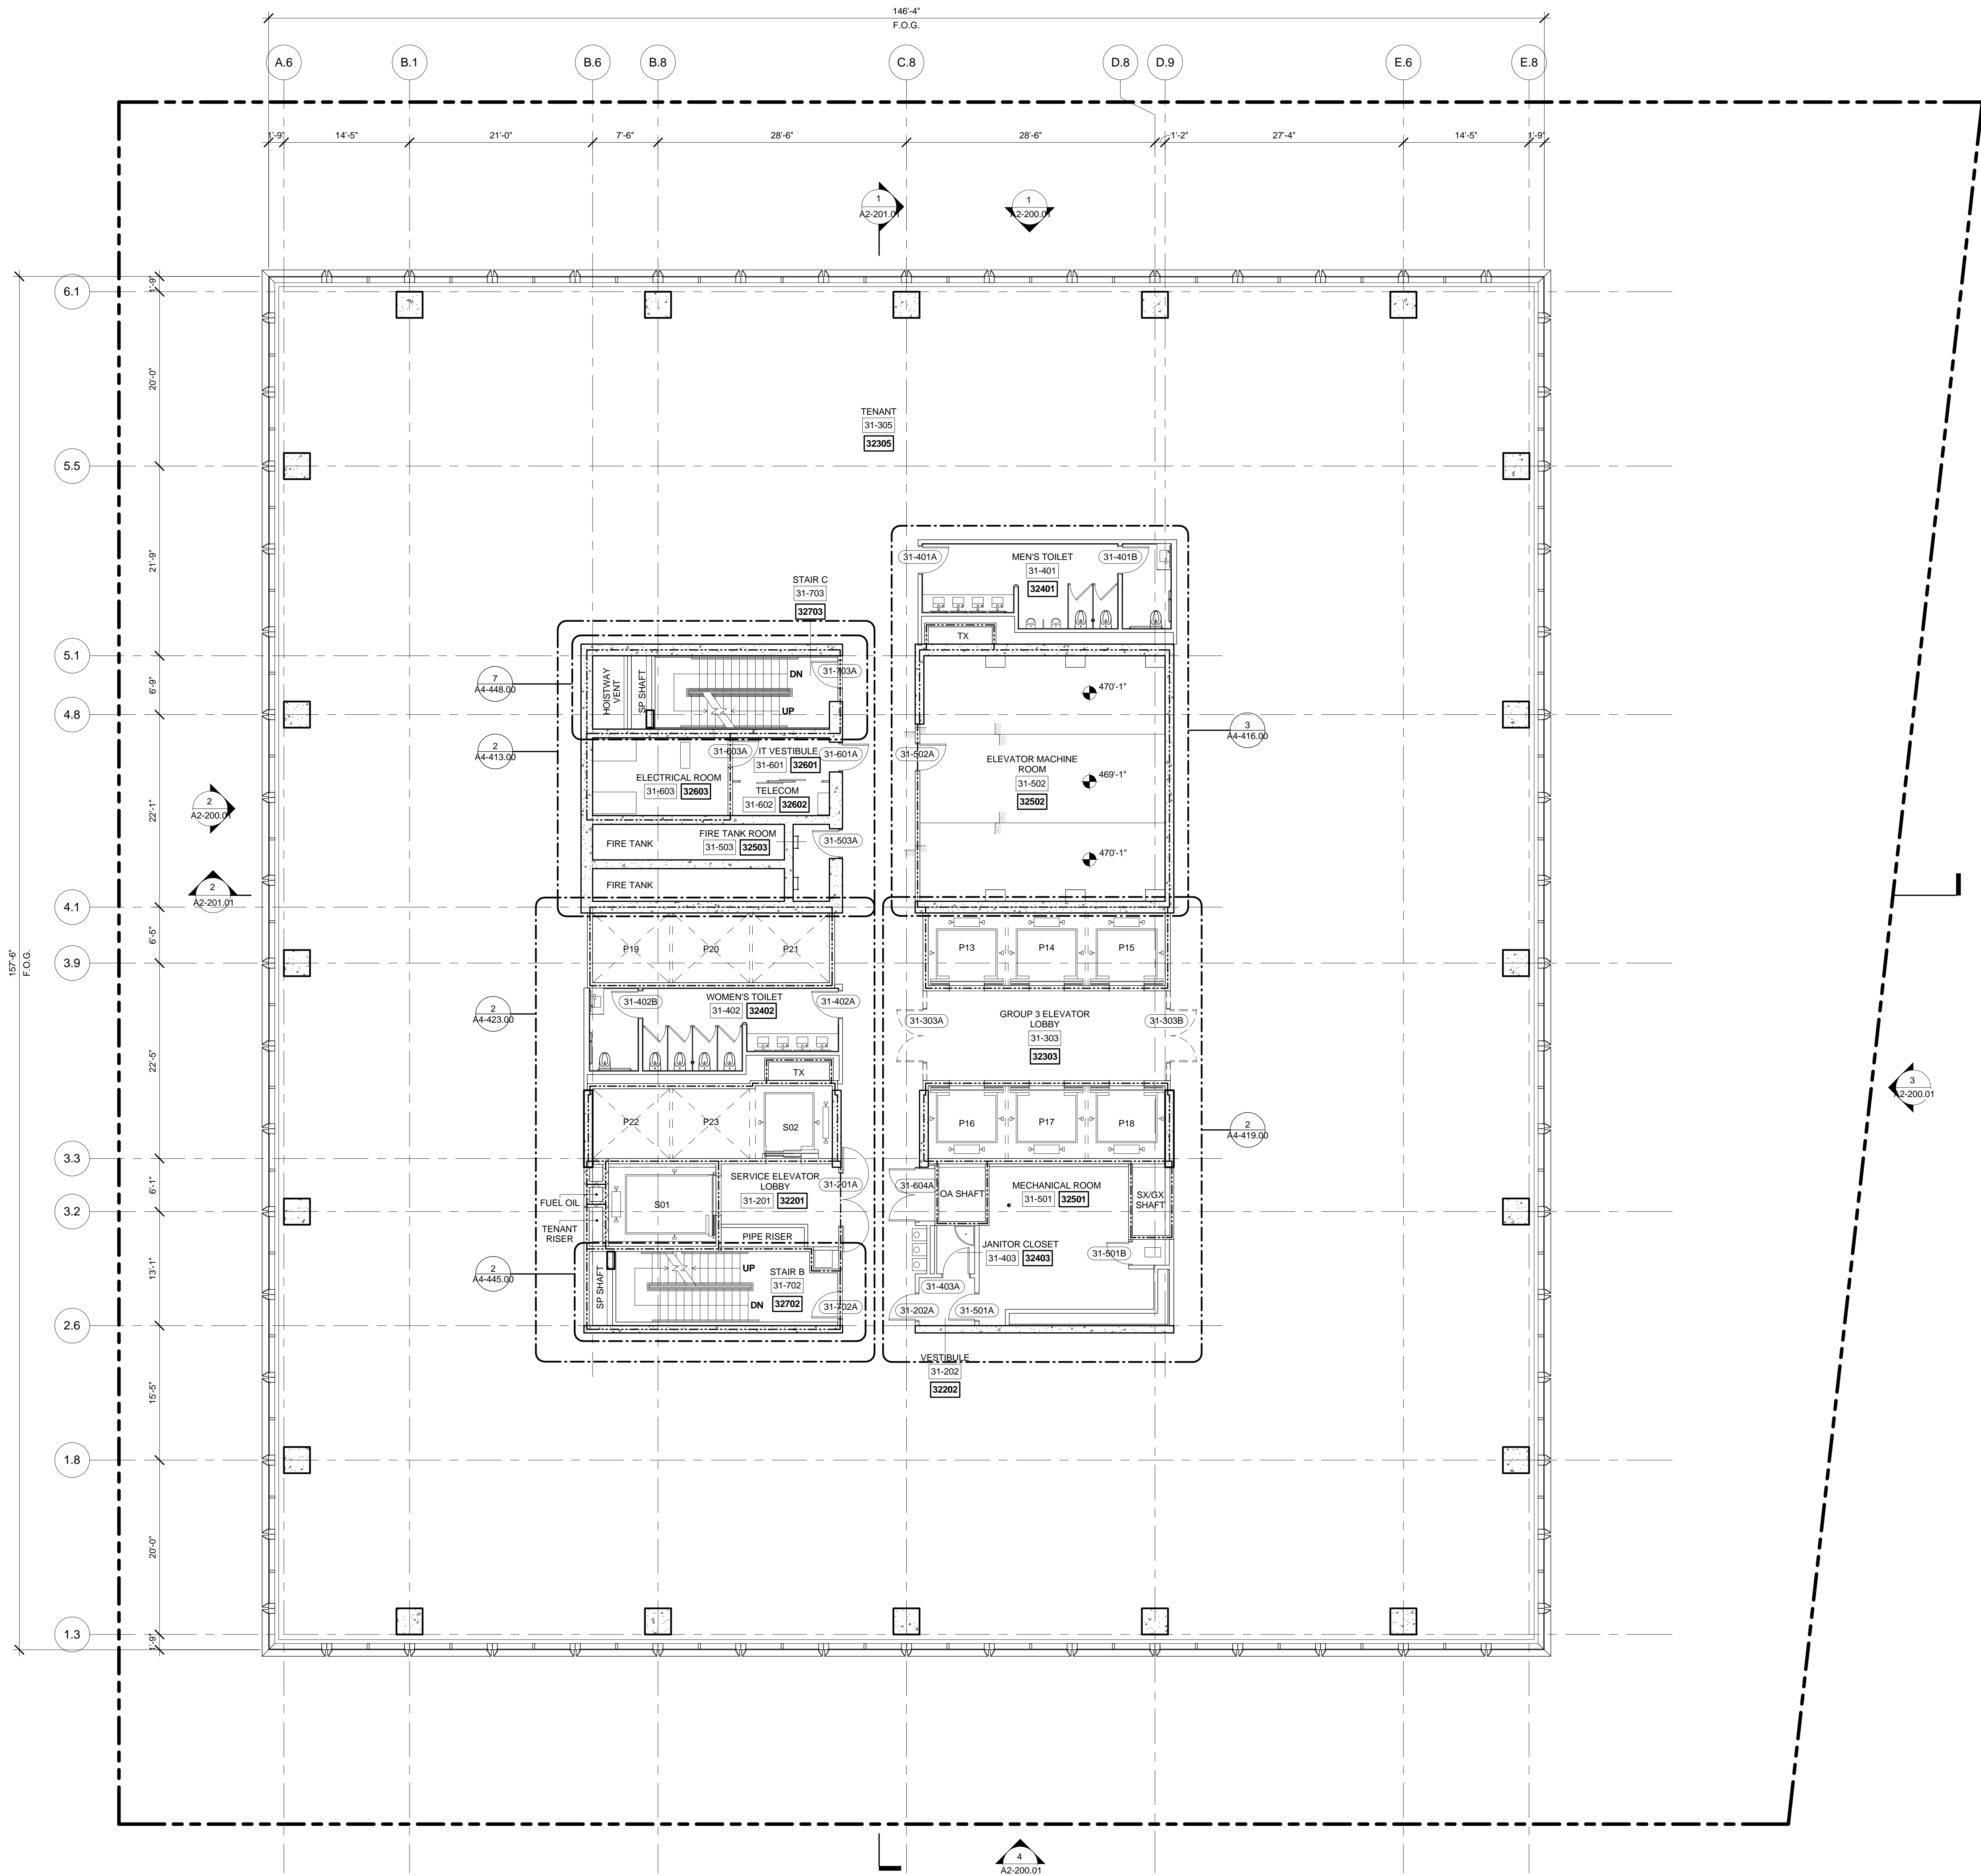 146'-4"
F.O.G.
A.6
B.1
B.6
B.8
C.8
D.8
D.9
E.6
E.8
1'-9"
14'-5"
21'-0"
7'-6"
28'-6"
28'-6"
1'-2"
27'-4"
14'-5"
1'-9"
1
A2-201.01
1
A2-200.01
157'-6"
F.O.G.
6.1
5.5
5.1
4.8
4.1
3.9
3.3
3.2
2.6
1.8
1.3
1'-9"
20'-0"
21'-9"
6'-9"
22'-1"
6'-5"
22'-5"
6'-1"
13'-1"
15'-5"
20'-0"
1'-9"
2
A2-200.01
2
A2-201.01
TENANT
31-305
32305
STAIR C
31-703
32703
7
A4-448.00
2
A4-413.00
HOISTWAY
VENT
SP SHAFT
DN
UP
31-703A
31-603A
IT VESTIBULE
31-601
32601
31-601A
ELECTRICAL ROOM
31-603
32603
TELECOM
31-602
32602
FIRE TANK ROOM
31-503
32503
31-503A
FIRE TANK
FIRE TANK
31-401A
MEN'S TOILET
31-401
32401
31-401B
TX
470'-1"
31-502A
ELEVATOR MACHINE
ROOM
31-502
32502
469'-1"
470'-1"
3
A4-416.00
P19
P20
P21
P13
P14
P15
2
A4-423.00
31-402B
WOMEN'S TOILET
31-402
32402
31-402A
TX
31-303A
GROUP 3 ELEVATOR
LOBBY
31-303
32303
31-303B
P22
P23
S02
P16
P17
P18
2
A4-419.00
3
A2-200.01
FUEL OIL
TENANT
RISER
S01
SERVICE ELEVATOR
LOBBY
31-201
32201
31-201A
PIPE RISER
31-604A
OA SHAFT
MECHANICAL ROOM
31-501
32501
SX/GX
SHAFT
JANITOR CLOSET
31-403
32403
31-501B
31-403A
2
A4-445.00
SP SHAFT
UP
DN
STAIR B
31-702
32702
31-702A
31-202A
31-501A
VESTIBULE
31-202
32202
4
A2-200.01